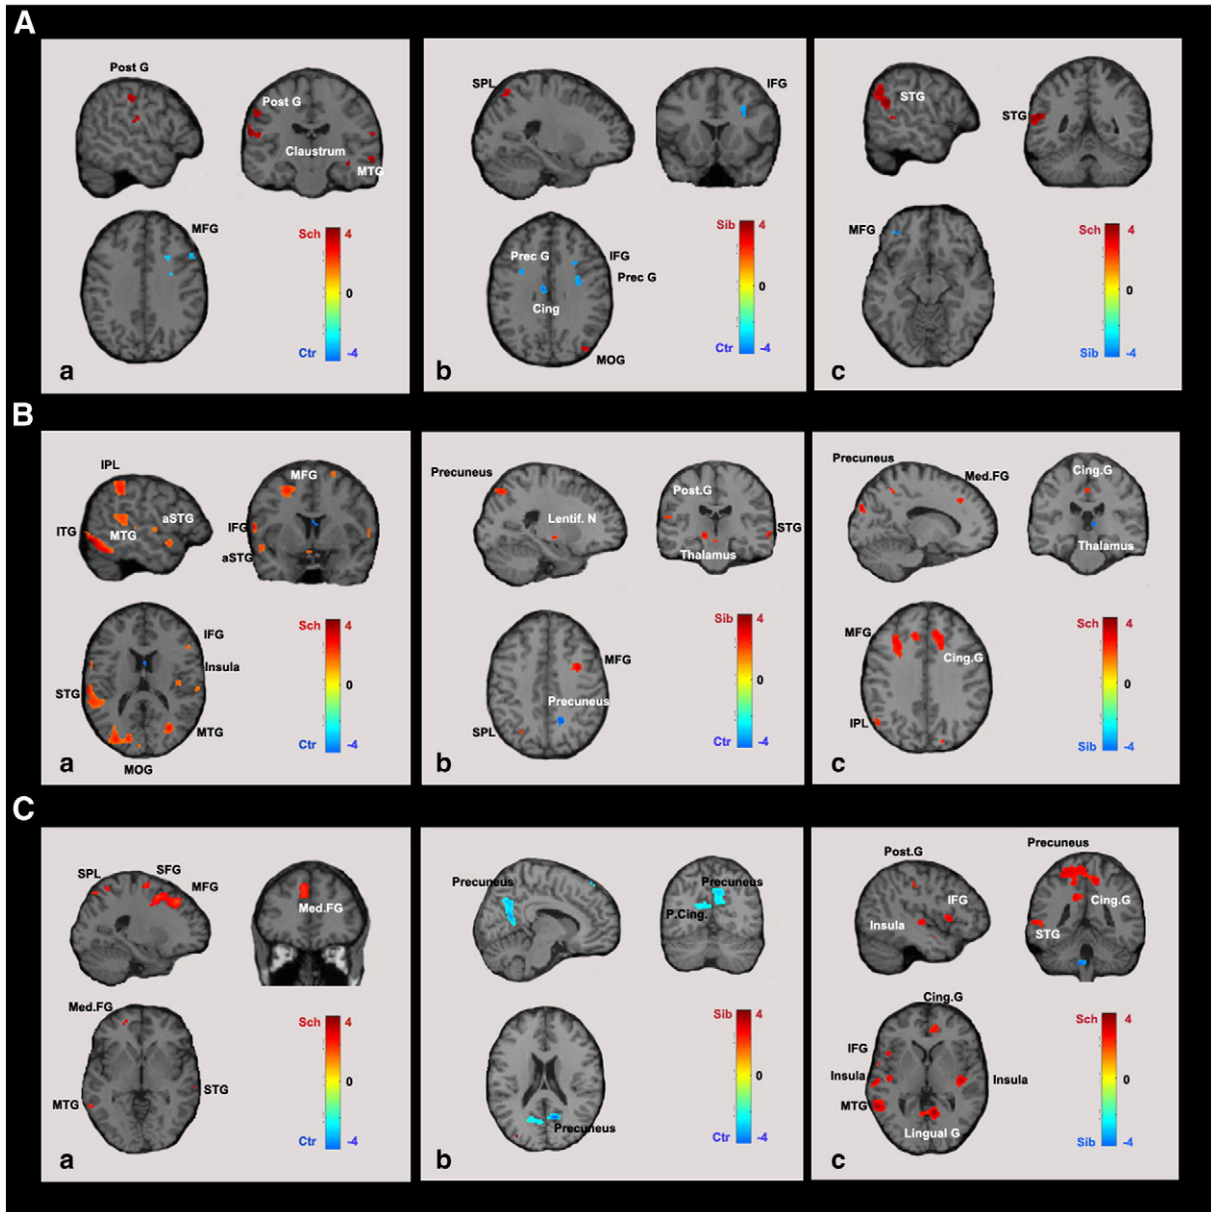 A
Post G
Post G
Claustrum
MTG
MFG
Sch 4
0
Ctr -4
a
SPL
IFG
Prec G
IFG
Prec G
Cing
MOG
Sib 4
0
Ctr -4
b
STG
STG
MFG
Sch 4
0
Sib -4
c
B
IPL
ITG
MTG
aSTG
MFG
IFG
aSTG
IFG
Insula
STG
MTG
MOG
Sch 4
0
Ctr -4
a
Precuneus
Lentif. N
Post.G
STG
Thalamus
MFG
Precuneus
SPL
Sib 4
0
Ctr -4
b
Precuneus
Med.FG
Cing.G
Thalamus
MFG
Cing.G
IPL
Sch 4
0
Sib -4
c
C
SPL
SFG
MFG
Med.FG
Med.FG
STG
MTG
Sch 4
0
Ctr -4
a
Precuneus
Precuneus
P.Cing.
Precuneus
Sib 4
0
Ctr -4
b
Post.G
IFG
Insula
Precuneus
Cing.G
STG
Cing.G
IFG
Insula
Insula
MTG
Lingual G
Sch 4
0
Sib -4
c